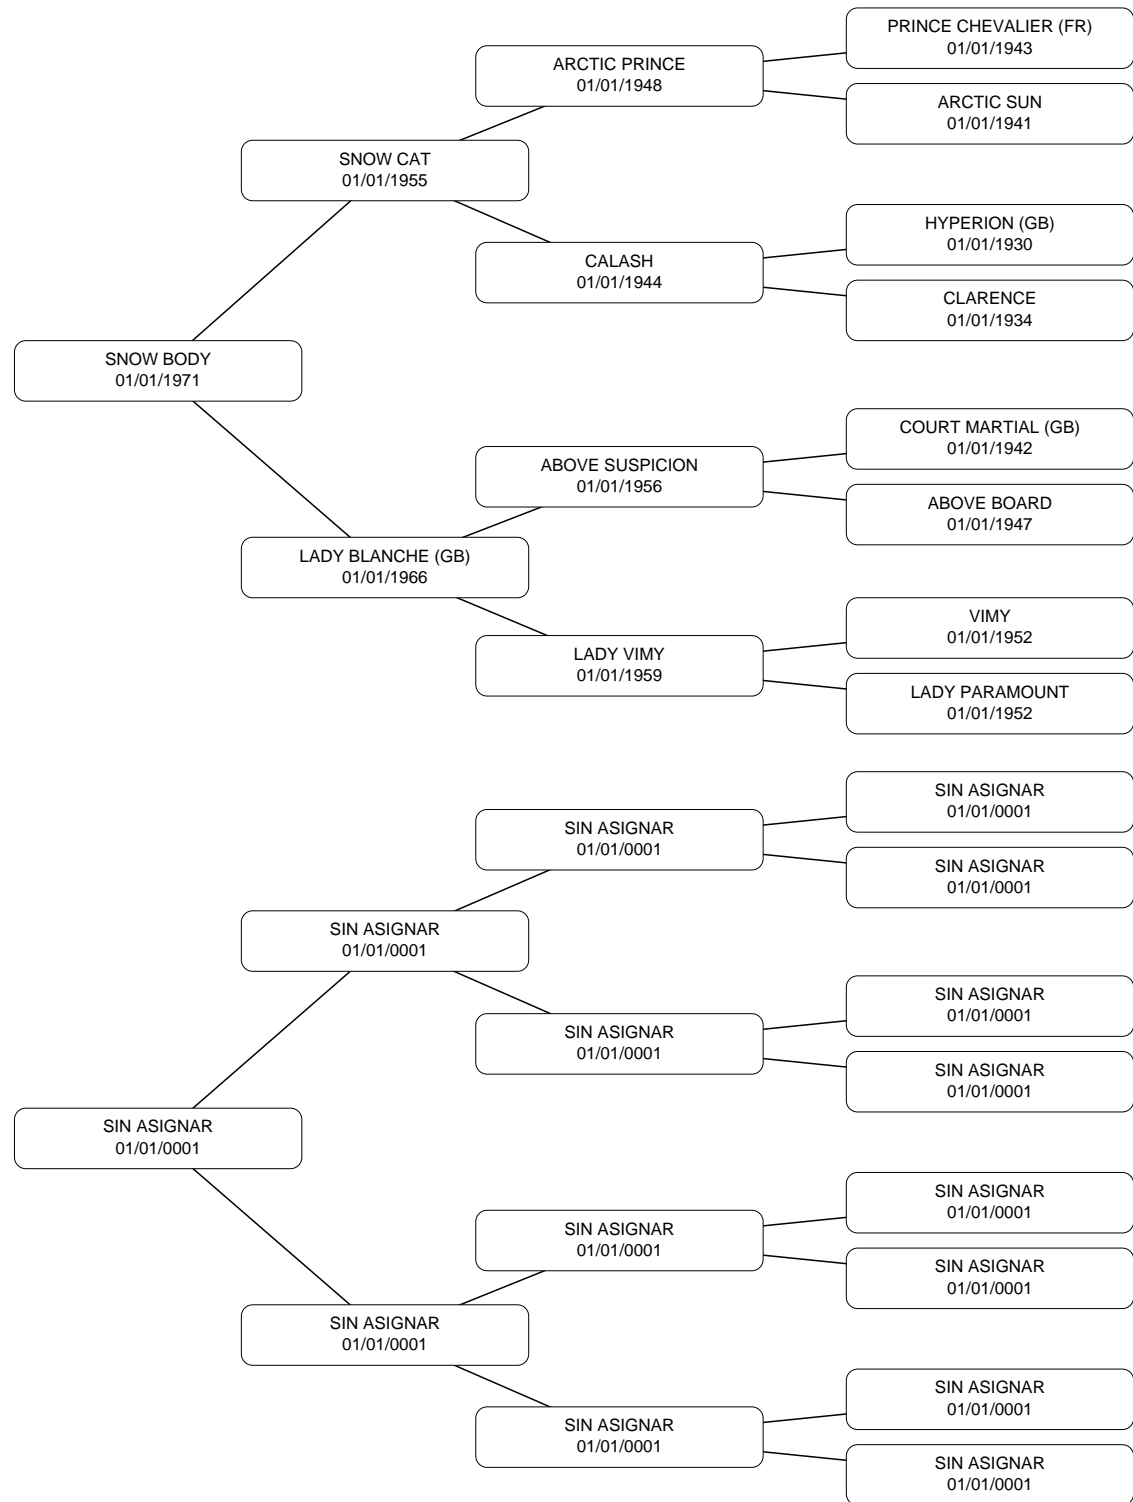 PRINCE CHEVALIER (FR)
01/01/1943
ARCTIC PRINCE
01/01/1948
ARCTIC SUN
01/01/1941
SNOW CAT
01/01/1955
HYPERION (GB)
01/01/1930
CALASH
01/01/1944
CLARENCE
01/01/1934
SNOW BODY
01/01/1971
COURT MARTIAL (GB)
01/01/1942
ABOVE SUSPICION
01/01/1956
ABOVE BOARD
01/01/1947
LADY BLANCHE (GB)
01/01/1966
VIMY
01/01/1952
LADY VIMY
01/01/1959
LADY PARAMOUNT
01/01/1952
SIN ASIGNAR
01/01/0001
SIN ASIGNAR
01/01/0001
SIN ASIGNAR
01/01/0001
SIN ASIGNAR
01/01/0001
SIN ASIGNAR
01/01/0001
SIN ASIGNAR
01/01/0001
SIN ASIGNAR
01/01/0001
SIN ASIGNAR
01/01/0001
SIN ASIGNAR
01/01/0001
SIN ASIGNAR
01/01/0001
SIN ASIGNAR
01/01/0001
SIN ASIGNAR
01/01/0001
SIN ASIGNAR
01/01/0001
SIN ASIGNAR
01/01/0001
SIN ASIGNAR
01/01/0001